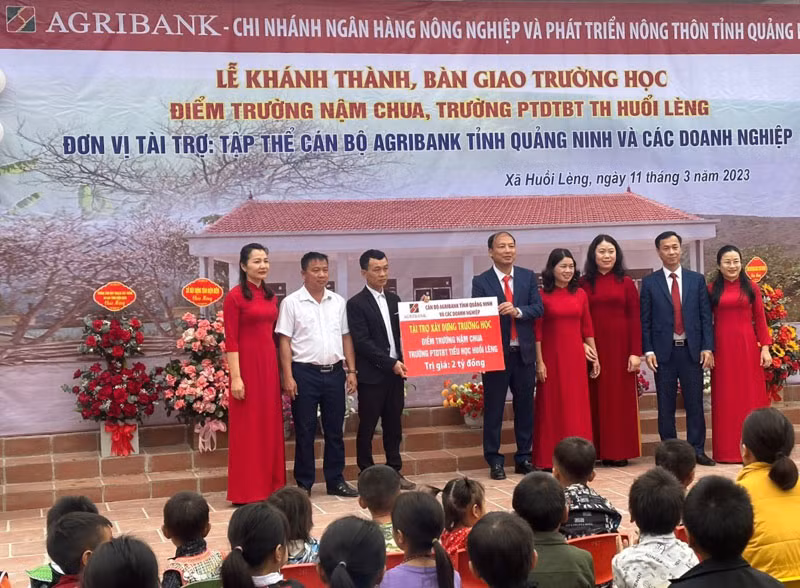 AGRIBANK - CHI NHÁNH NGÂN HÀNG NÔNG NGHIỆP VÀ PHÁT TRIỂN NÔNG THÔN TỈNH QUẢNG
LỄ KHÁNH THÀNH, BÀN GIAO TRƯỜNG HỌC
ĐIỂM TRƯỜNG NẬM CHUA, TRƯỜNG PTDTBT TH HUỔI LÈNG
ĐƠN VỊ TÀI TRỢ: TẬP THỂ CÁN BỘ AGRIBANK TỈNH QUẢNG NINH VÀ CÁC DOANH NGHIỆP
Xã Huổi Lèng, ngày 11 tháng 3 năm 2023
AGRIBANK
CÁN BỘ AGRIBANK TỈNH QUẢNG NINH
VÀ CÁC DOANH NGHIỆP
TÀI TRỢ XÂY DỰNG TRƯỜNG HỌC
ĐIỂM TRƯỜNG NẬM CHUA
TRƯỜNG PTDTBT TIỂU HỌC HUỔI LÈNG
Trị giá: 2 tỷ đồng